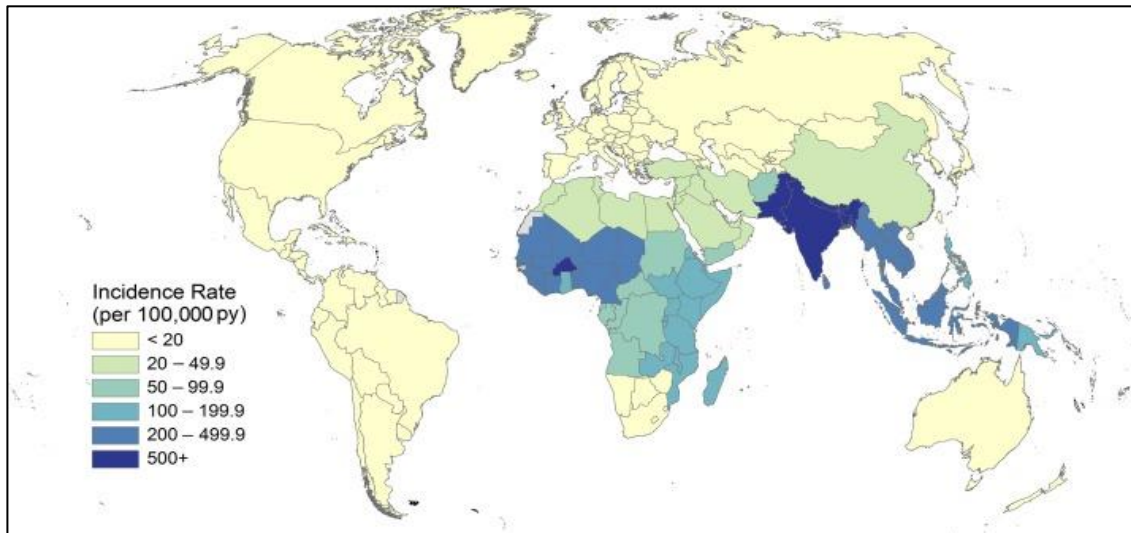 Incidence Rate
(per 100,000 py)
< 20
20 – 49.9
50 – 99.9
100 – 199.9
200 – 499.9
500+